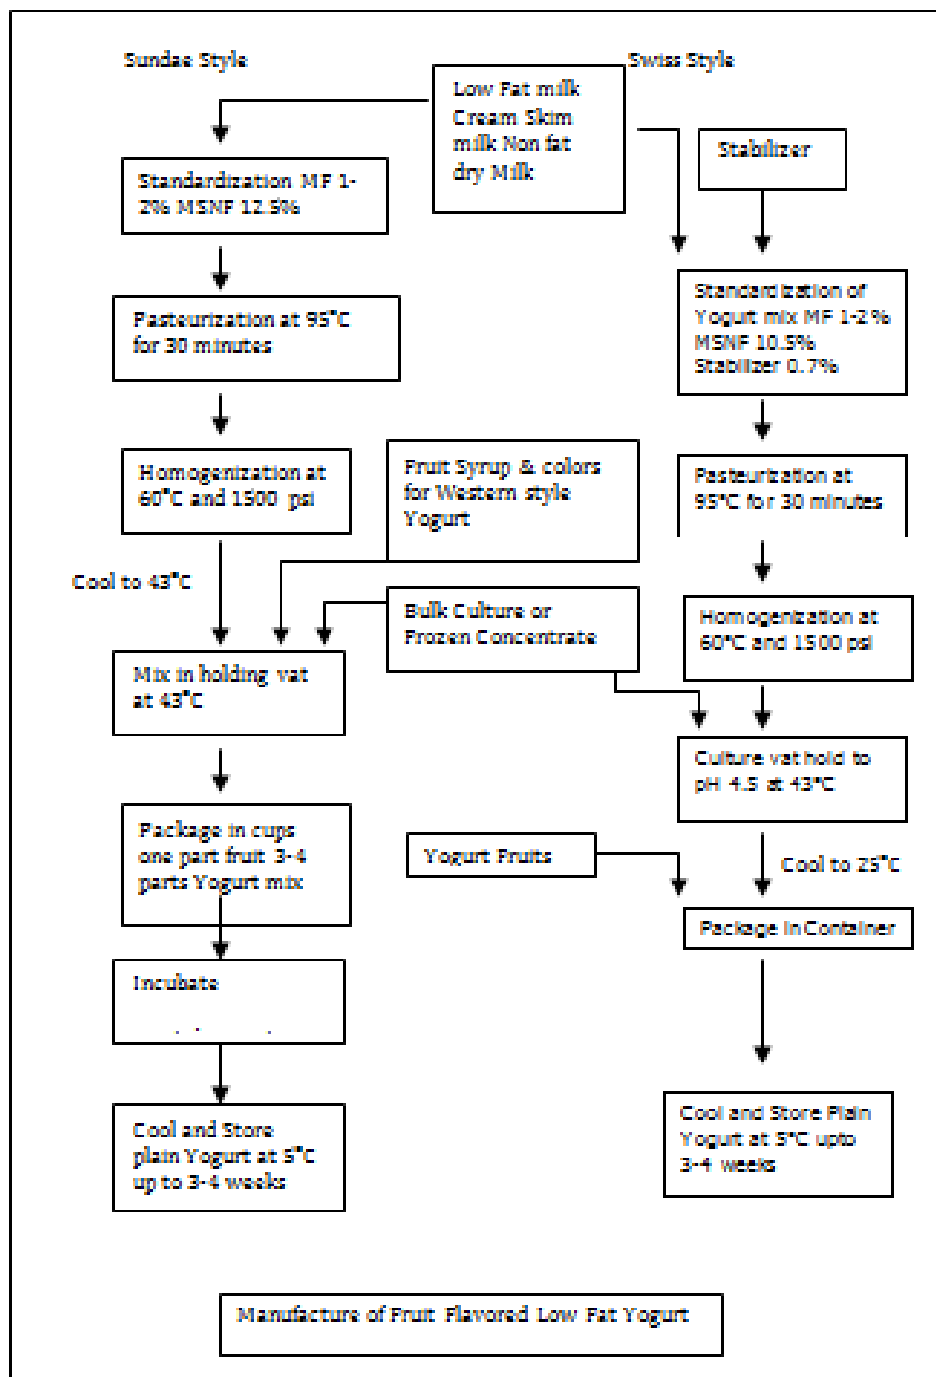 Sundae Style
Swiss Style
Low Fat milk
Cream Skim
milk Non fat
dry Milk
Stabilizer
Standardization MF 1-
2% MSNF 12.5%
Standardization of
Yogurt mix MF 1-2%
MSNF 10.5%
Stabilizer 0.7%
Pasteurization at 95°C
for 30 minutes
Homogenization at
60°C and 1500 psi
Fruit Syrup & colors
for Western style
Yogurt
Pasteurization at
95°C for 30 minutes
Cool to 43°C
Bulk Culture or
Frozen Concentrate
Homogenization at
60°C and 1500 psi
Mix in holding vat
at 43°C
Culture vat hold to
pH 4.5 at 43°C
Package in cups
one part fruit 3-4
parts Yogurt mix
Yogurt Fruits
Cool to 25°C
Package in Container
Incubate
Cool and Store
plain Yogurt at 5°C
up to 3-4 weeks
Cool and Store Plain
Yogurt at 5°C upto
3-4 weeks
Manufacture of Fruit Flavored Low Fat Yogurt